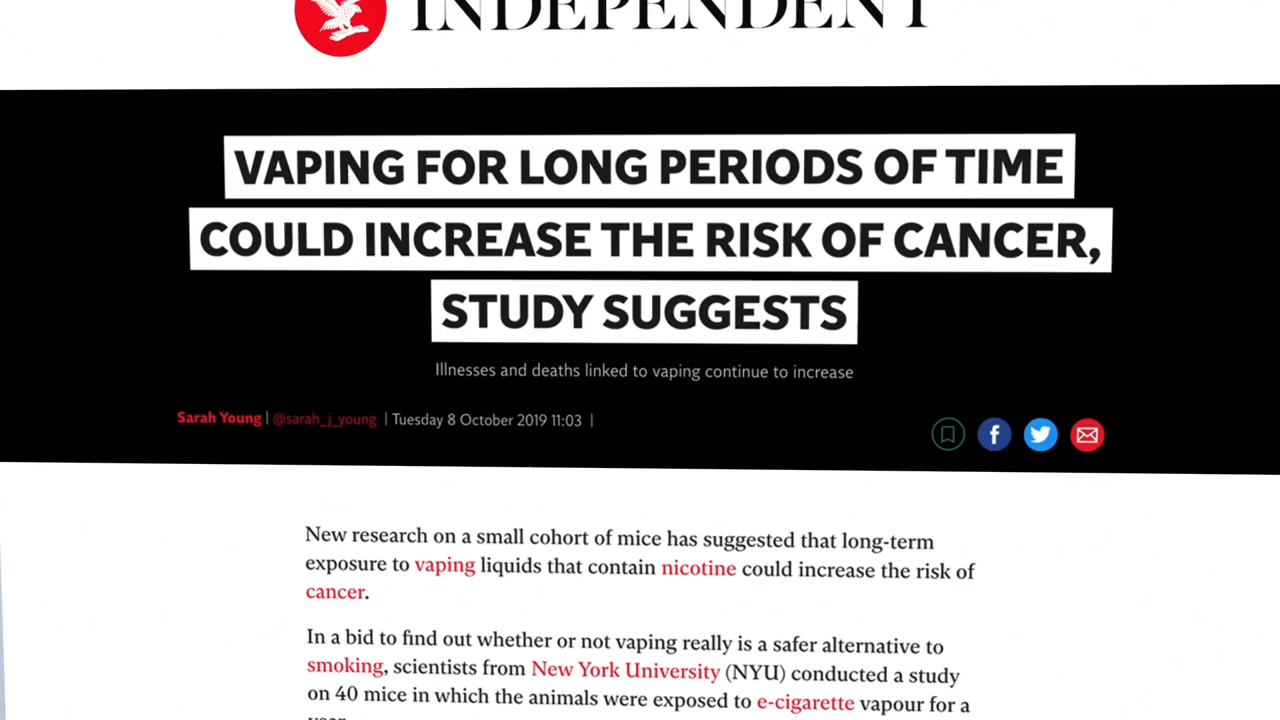 INDEPENDENT
VAPING FOR LONG PERIODS OF TIME
COULD INCREASE THE RISK OF CANCER,
STUDY SUGGESTS
Illnesses and deaths linked to vaping continue to increase
Sarah Young | @sarah_j_young | Tuesday 8 October 2019 11:03 |
New research on a small cohort of mice has suggested that long-term
exposure to vaping liquids that contain nicotine could increase the risk of
cancer.
In a bid to find out whether or not vaping really is a safer alternative to
smoking, scientists from New York University (NYU) conducted a study
on 40 mice in which the animals were exposed to e-cigarette vapour for a